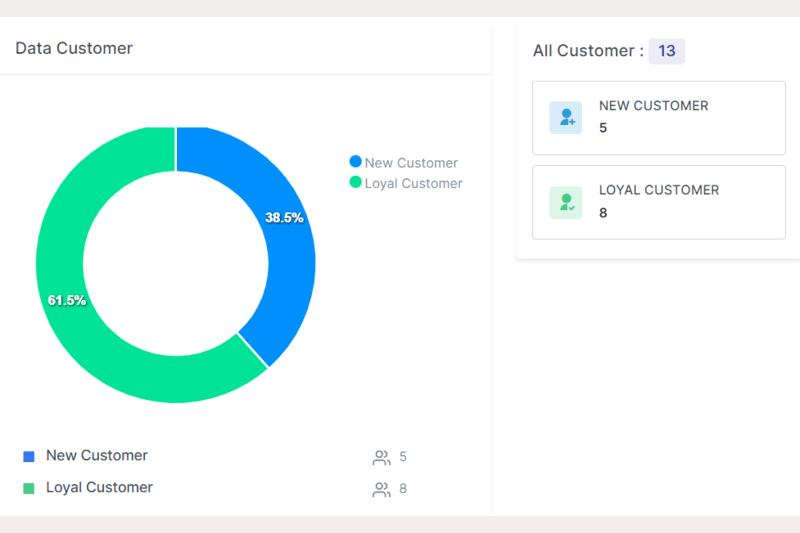 Data Customer
New Customer
Loyal Customer
38.5%
61.5%
New Customer 5
Loyal Customer 8
All Customer : 13
NEW CUSTOMER
5
LOYAL CUSTOMER
8